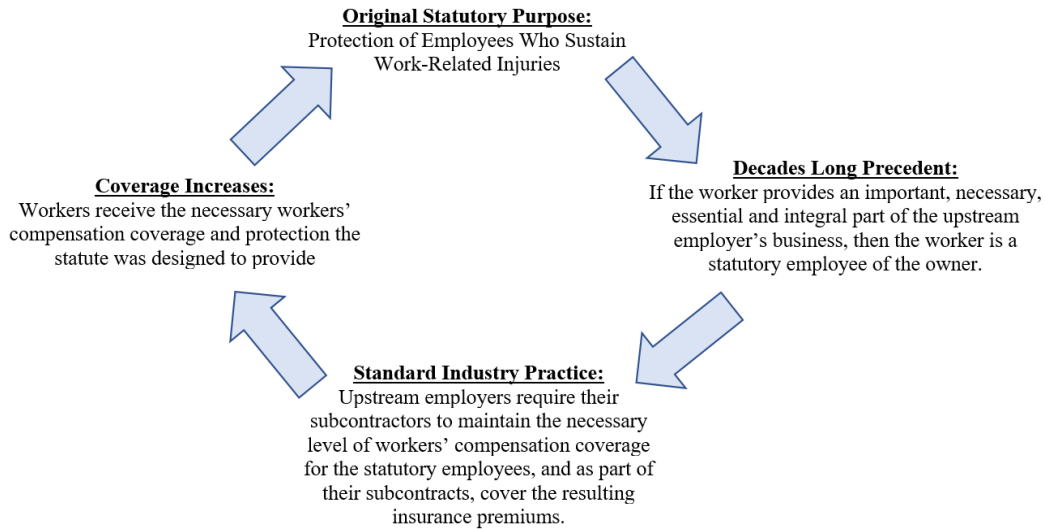 Original Statutory Purpose:
Protection of Employees Who Sustain
Work-Related Injuries
Decades Long Precedent:
If the worker provides an important, necessary,
essential and integral part of the upstream
employer’s business, then the worker is a
statutory employee of the owner.
Standard Industry Practice:
Upstream employers require their
subcontractors to maintain the necessary
level of workers’ compensation coverage
for the statutory employees, and as part of
their subcontracts, cover the resulting
insurance premiums.
Coverage Increases:
Workers receive the necessary workers’
compensation coverage and protection the
statute was designed to provide